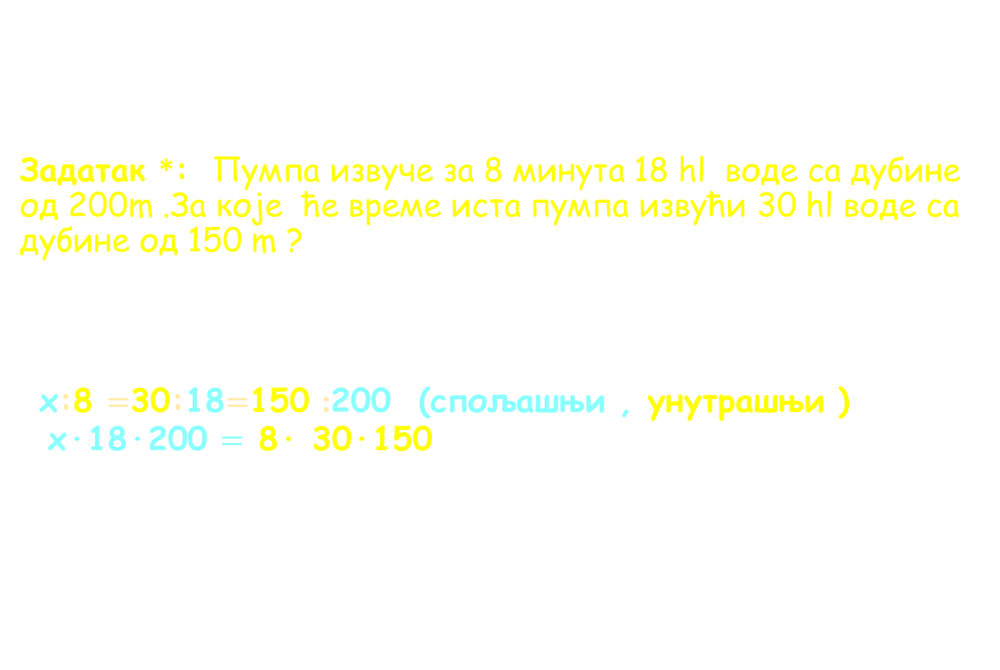 Задатак *: Пумпа извуче за 8 минута 18 hl воде са дубине
од 200m .За које ће време иста пумпа извући 30 hl воде са
дубине од 150 m ?
x:8 =30:18=150 :200 (спољашњи , унутрашњи )
x·18·200 = 8· 30·150